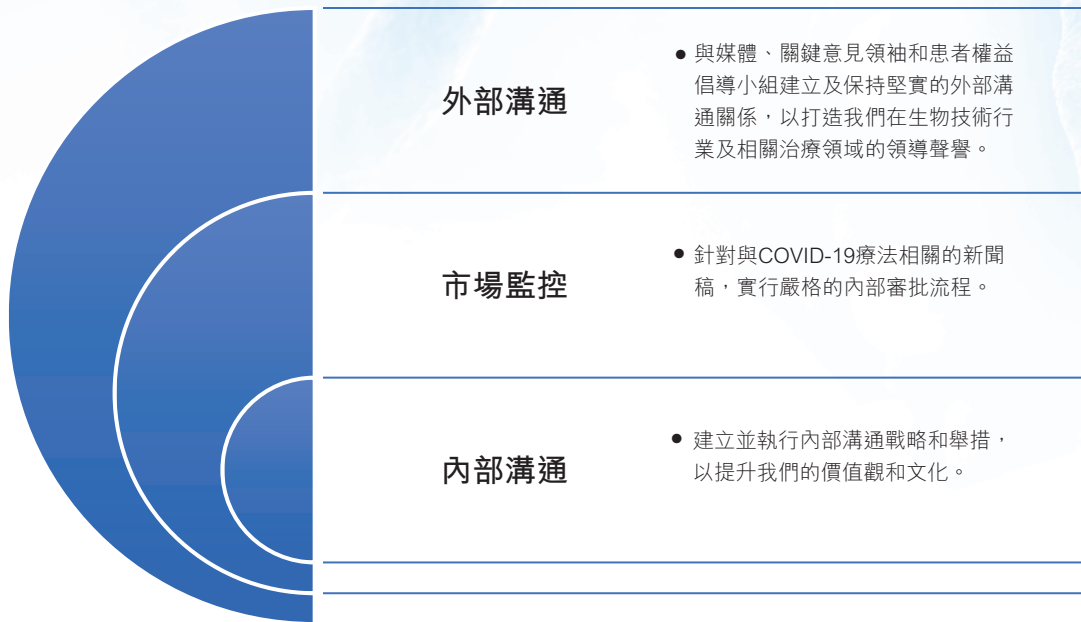 外部溝通
● 與媒體、關鍵意見領袖和患者權益
倡導小組建立及保持堅實的外部溝
通關係，以打造我們在生物技術行
業及相關治療領域的領導聲譽。
市場監控
● 針對與COVID-19療法相關的新聞
稿，實行嚴格的內部審批流程。
內部溝通
● 建立並執行內部溝通戰略和舉措，
以提升我們的價值觀和文化。